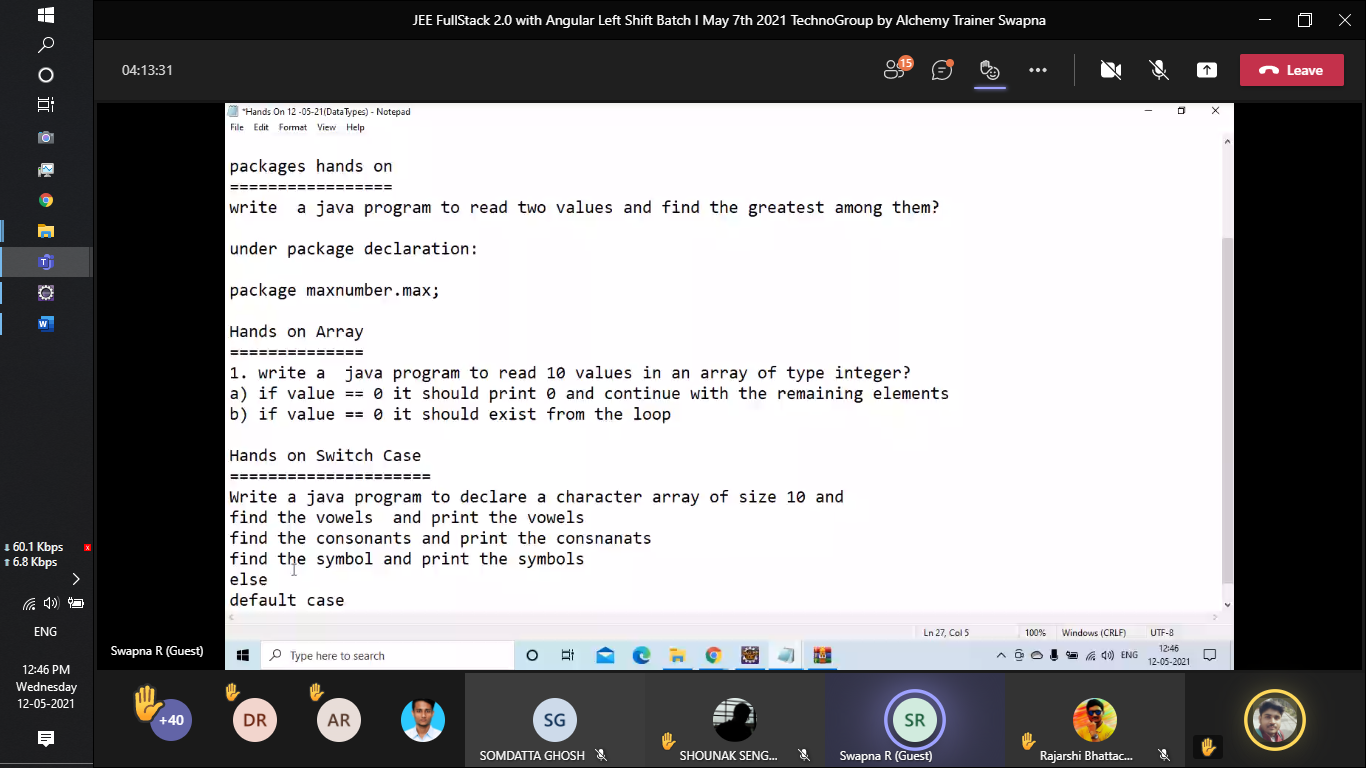 JEE FullStack 2.0 with Angular Left Shift Batch I May 7th 2021 TechnoGroup by Alchemy Trainer Swapna
04:13:31
15
Leave
*Hands On 12 -05-21(DataTypes) - Notepad
File Edit Format View Help
packages hands on
=================
write  a java program to read two values and find the greatest among them?
under package declaration:
package maxnumber.max;
Hands on Array
==============
1. write a  java program to read 10 values in an array of type integer?
a) if value == 0 it should print 0 and continue with the remaining elements
b) if value == 0 it should exist from the loop
Hands on Switch Case
=====================
Write a java program to declare a character array of size 10 and
find the vowels  and print the vowels
find the consonants and print the consnanats
find the symbol and print the symbols
else
default case
Ln 27, Col 5
100%
Windows (CRLF)
UTF-8
Type here to search
ENG
12:46
12-05-2021
Swapna R (Guest)
+40
DR
AR
SG
SOMDATTA GHOSH
SHOUNAK SENG...
SR
Swapna R (Guest)
Rajarshi Bhattac...
60.1 Kbps
6.8 Kbps
ENG
12:46 PM
Wednesday
12-05-2021